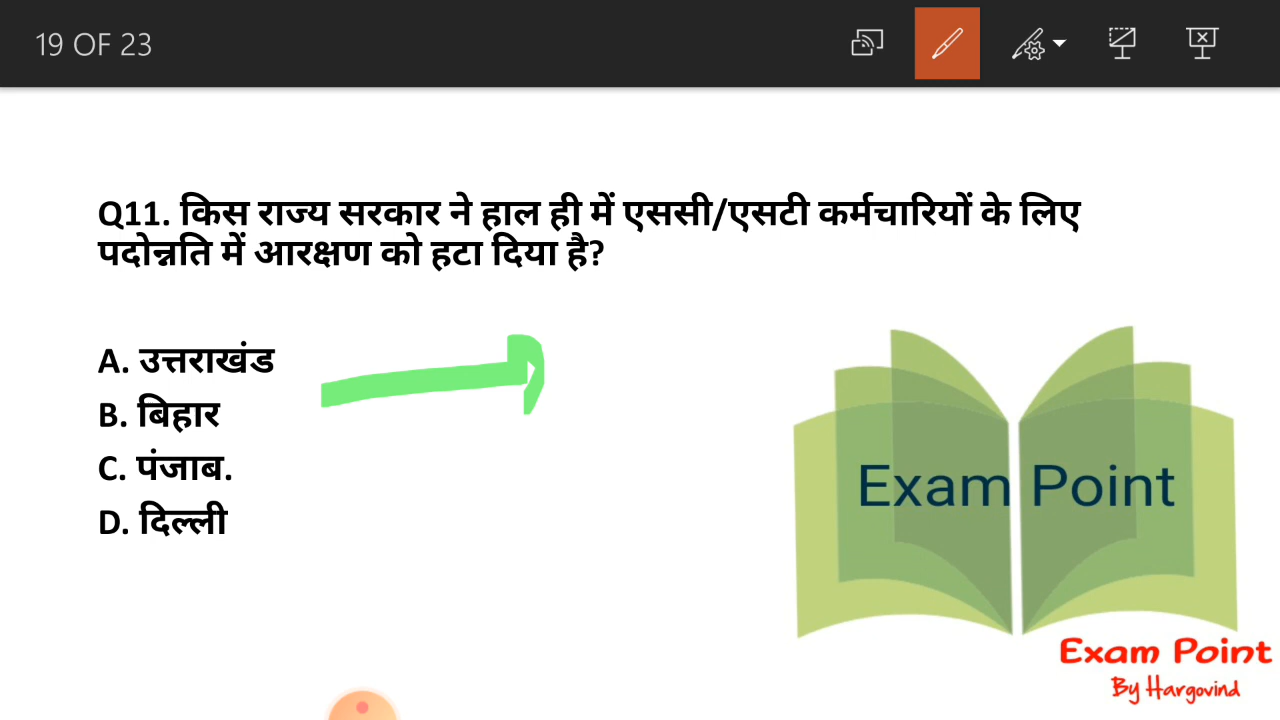 19 OF 23
Q11. किस राज्य सरकार ने हाल ही में एससी/एसटी कर्मचारियों के लिए
पदोन्नति में आरक्षण को हटा दिया है?
A. उत्तराखंड
B. बिहार
C. पंजाब.
D. दिल्ली
Exam Point
Exam Point
By Hargovind